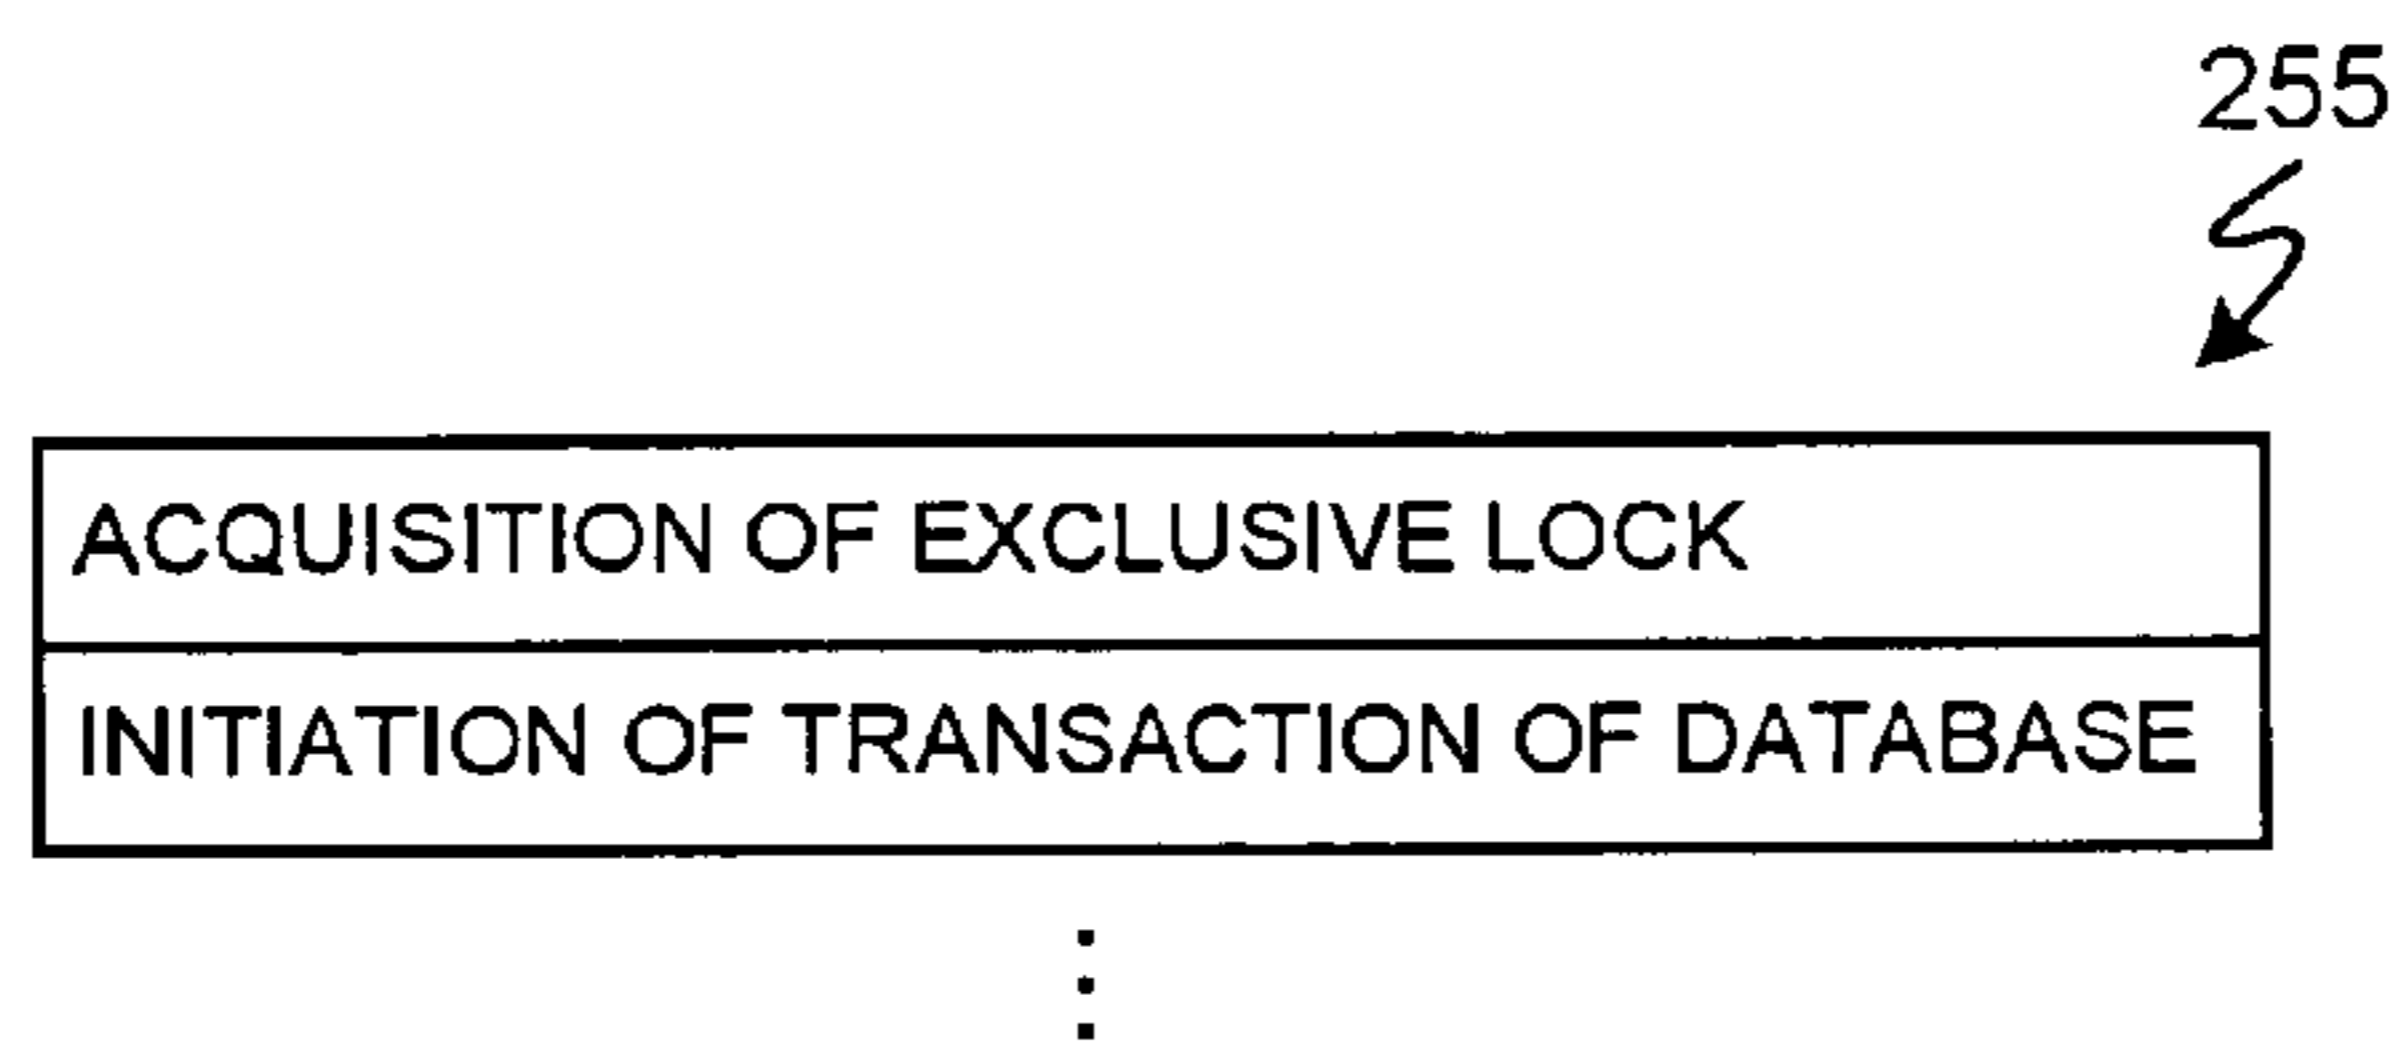 255
ACQUISITION OF EXCLUSIVE LOCK
INITIATION OF TRANSACTION OF DATABASE